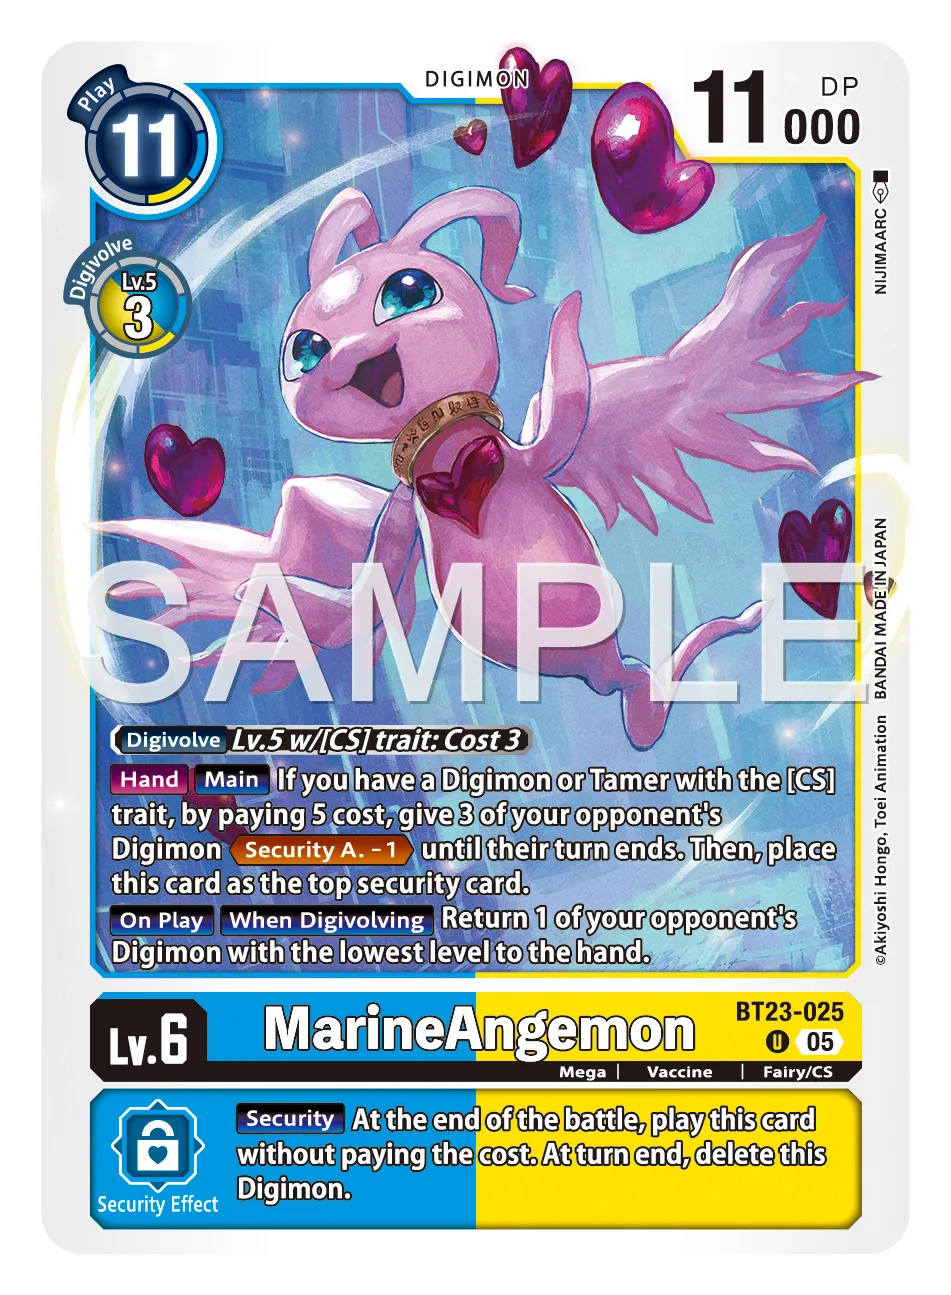 DIGIMON
Play
11
11
DP
000
Digivolve
Lv.5
3
NIJIMAARC
SAMPLE
BANDAI MADE IN JAPAN
©Akiyoshi Hongo, Toei Animation
Digivolve Lv.5 w/[CS] trait: Cost 3
Hand Main If you have a Digimon or Tamer with the [CS]
trait, by paying 5 cost, give 3 of your opponent's
Digimon Security A. -1 until their turn ends. Then, place
this card as the top security card.
On Play When Digivolving Return 1 of your opponent's
Digimon with the lowest level to the hand.
Lv.6
MarineAngemon
BT23-025
U 05
Mega | Vaccine | Fairy/CS
Security At the end of the battle, play this card
without paying the cost. At turn end, delete this
Digimon.
Security Effect